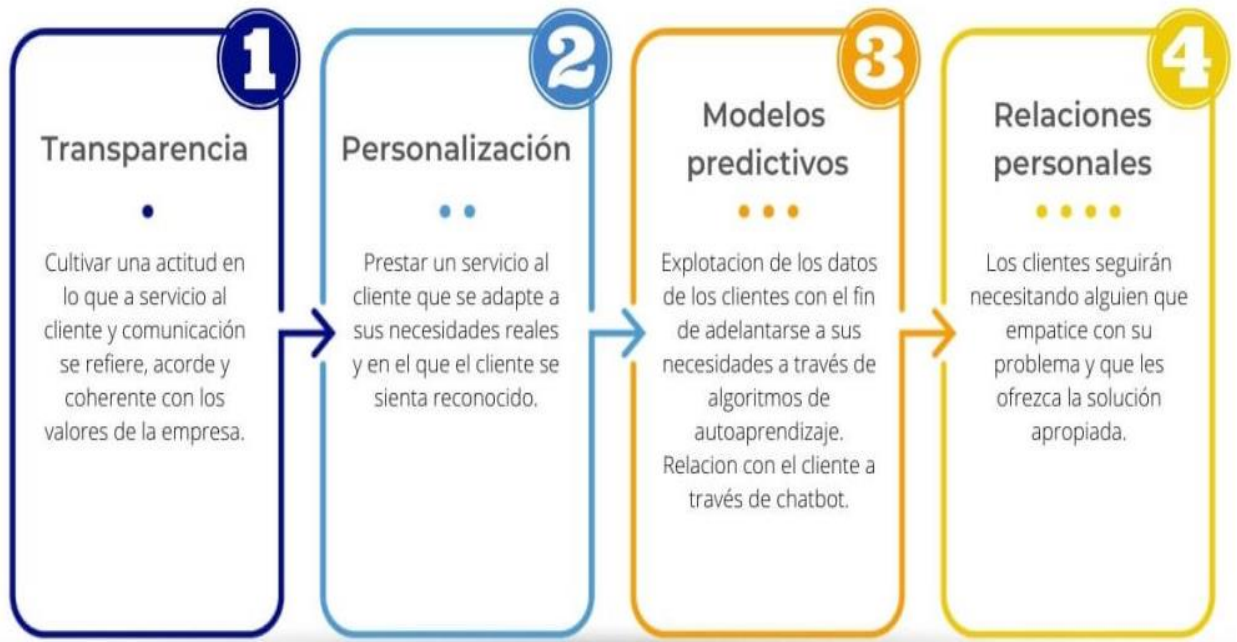 1
Transparencia
Cultivar una actitud en
lo que a servicio al
cliente y comunicación
se refiere, acorde y
coherente con los
valores de la empresa.
2
Personalización
Prestar un servicio al
cliente que se adapte a
sus necesidades reales
y en el que el cliente se
sienta reconocido.
3
Modelos
predictivos
Explotacion de los datos
de los clientes con el fin
de adelantarse a sus
necesidades a través de
algoritmos de
autoaprendizaje.
Relacion con el cliente a
través de chatbot.
4
Relaciones
personales
Los clientes seguirán
necesitando alguien que
empatice con su
problema y que les
ofrezca la solución
apropiada.